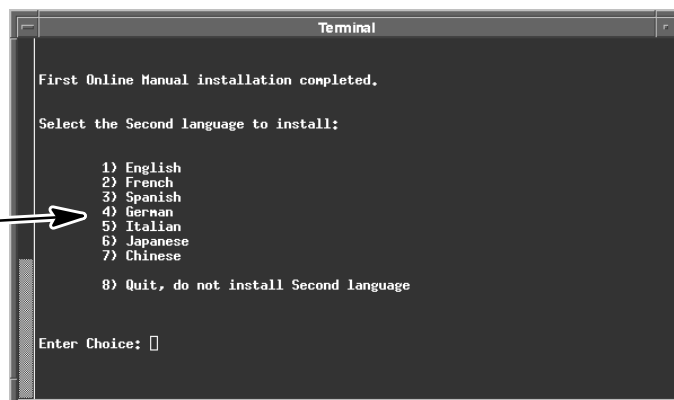 Terminal
First Online Manual installation completed.
Select the Second language to install:
1) English
2) French
3) Spanish
4) German
5) Italian
6) Japanese
7) Chinese
8) Quit, do not install Second language
Enter Choice: